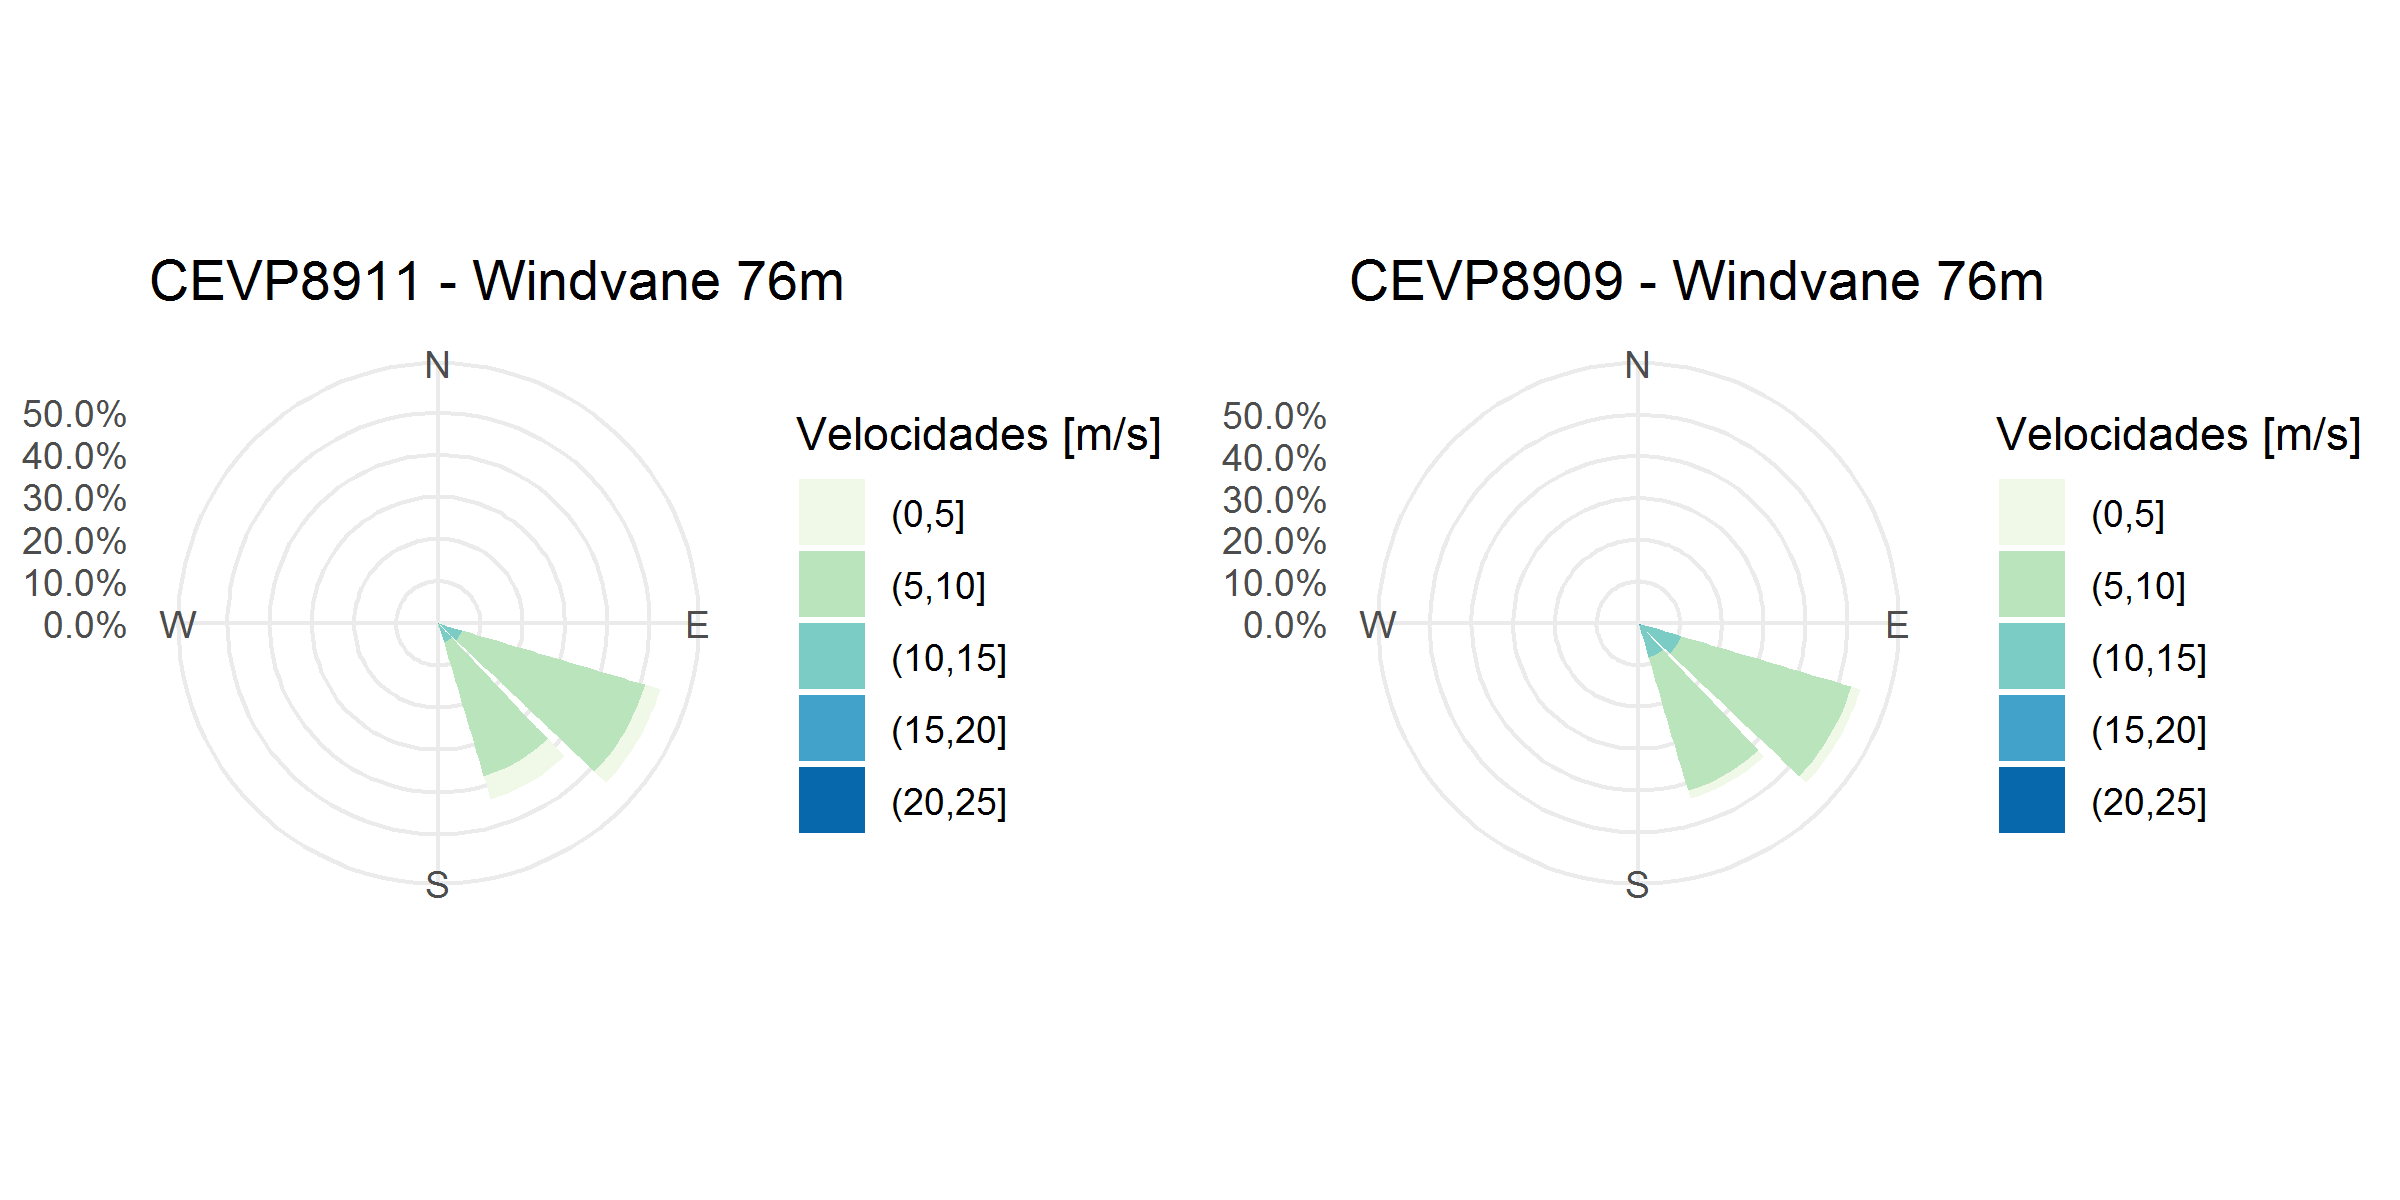 CEVP8911 - Windvane 76m
N
50.0%
40.0%
30.0%
20.0%
10.0%
0.0%
W
E
S
Velocidades [m/s]
(0,5]
(5,10]
(10,15]
(15,20]
(20,25]
CEVP8909 - Windvane 76m
N
50.0%
40.0%
30.0%
20.0%
10.0%
0.0%
W
E
S
Velocidades [m/s]
(0,5]
(5,10]
(10,15]
(15,20]
(20,25]